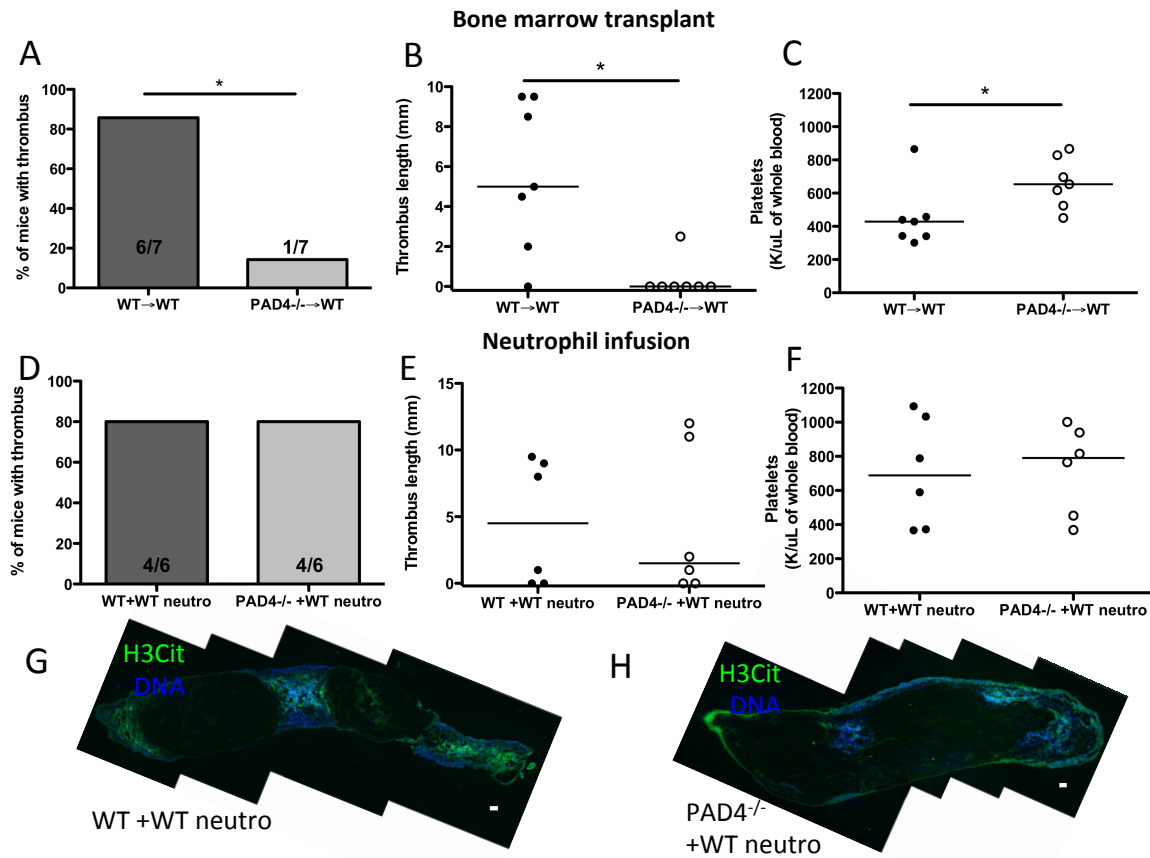 Bone marrow transplant
A
% of mice with thrombus
80
60
40
20
0
*
6/7
1/7
WT→WT
PAD4-/-→WT
B
Thrombus length (mm)
10
8
6
4
2
0
*
WT→WT
PAD4-/-→WT
C
Platelets
(K/uL of whole blood)
1200
1000
800
600
400
200
0
*
WT→WT
PAD4-/-→WT
Neutrophil infusion
D
% of mice with thrombus
100
80
60
40
20
0
4/6
4/6
WT+WT neutro
PAD4-/- +WT neutro
E
Thrombus length (mm)
15
10
5
0
WT +WT neutro
PAD4-/- +WT neutro
F
Platelets
(K/uL of whole blood)
1200
1000
800
600
400
200
0
WT+WT neutro
PAD4-/- +WT neutro
G
H3Cit
DNA
WT +WT neutro
H
H3Cit
DNA
PAD4-/-
+WT neutro